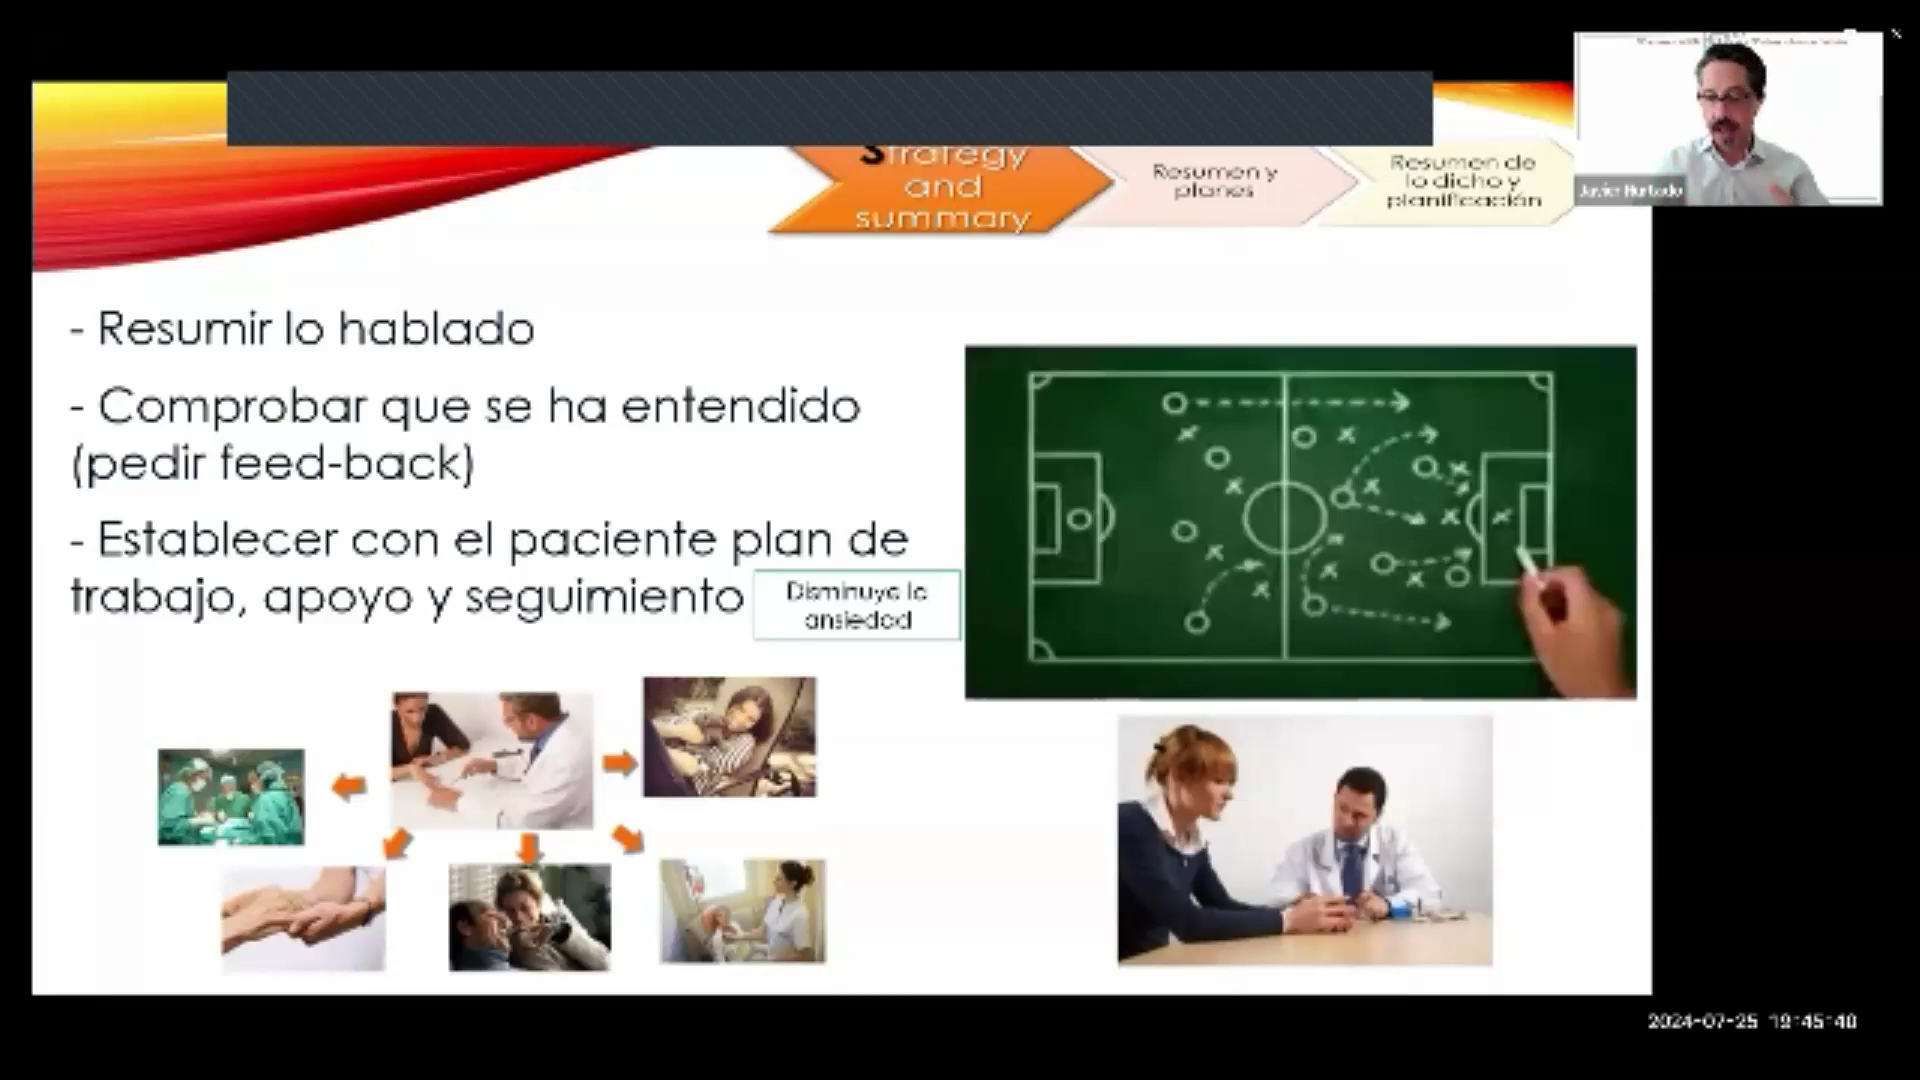 Strategy
and
summary
Resumen y
planes
Resumen de
lo dicho y
planificación
Javier Hurtado
- Resumir lo hablado
- Comprobar que se ha entendido
(pedir feed-back)
- Establecer con el paciente plan de
trabajo, apoyo y seguimiento
Disminuye la
ansiedad
2024-07-25 19:45:40